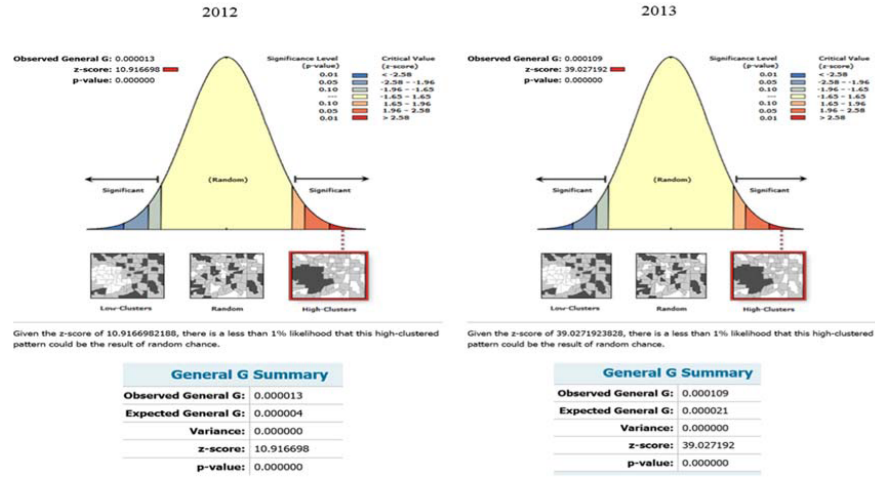 2012
Observed General G: 0.000013
z-score: 10.916698
p-value: 0.000000
Significance Level
(p-value)
Critical Value
(z-score)
0.01 < -2.58
0.05 -2.58 - -1.96
0.10 -1.96 - -1.65
--- -1.65 - 1.65
0.10 1.65 - 1.96
0.05 1.96 - 2.58
0.01 > 2.58
Significant
(Random)
Significant
Low-Clusters
Random
High-Clusters
Given the z-score of 10.9166982188, there is a less than 1% likelihood that this high-clustered
pattern could be the result of random chance.
General G Summary
Observed General G: 0.000013
Expected General G: 0.000004
Variance: 0.000000
z-score: 10.916698
p-value: 0.000000
2013
Observed General G: 0.000109
z-score: 39.027192
p-value: 0.000000
Significance Level
(p-value)
Critical Value
(z-score)
0.01 < -2.58
0.05 -2.58 - -1.96
0.10 -1.96 - -1.65
--- -1.65 - 1.65
0.10 1.65 - 1.96
0.05 1.96 - 2.58
0.01 > 2.58
Significant
(Random)
Significant
Low-Clusters
Random
High-Clusters
Given the z-score of 39.0271923828, there is a less than 1% likelihood that this high-clustered
pattern could be the result of random chance.
General G Summary
Observed General G: 0.000109
Expected General G: 0.000021
Variance: 0.000000
z-score: 39.027192
p-value: 0.000000